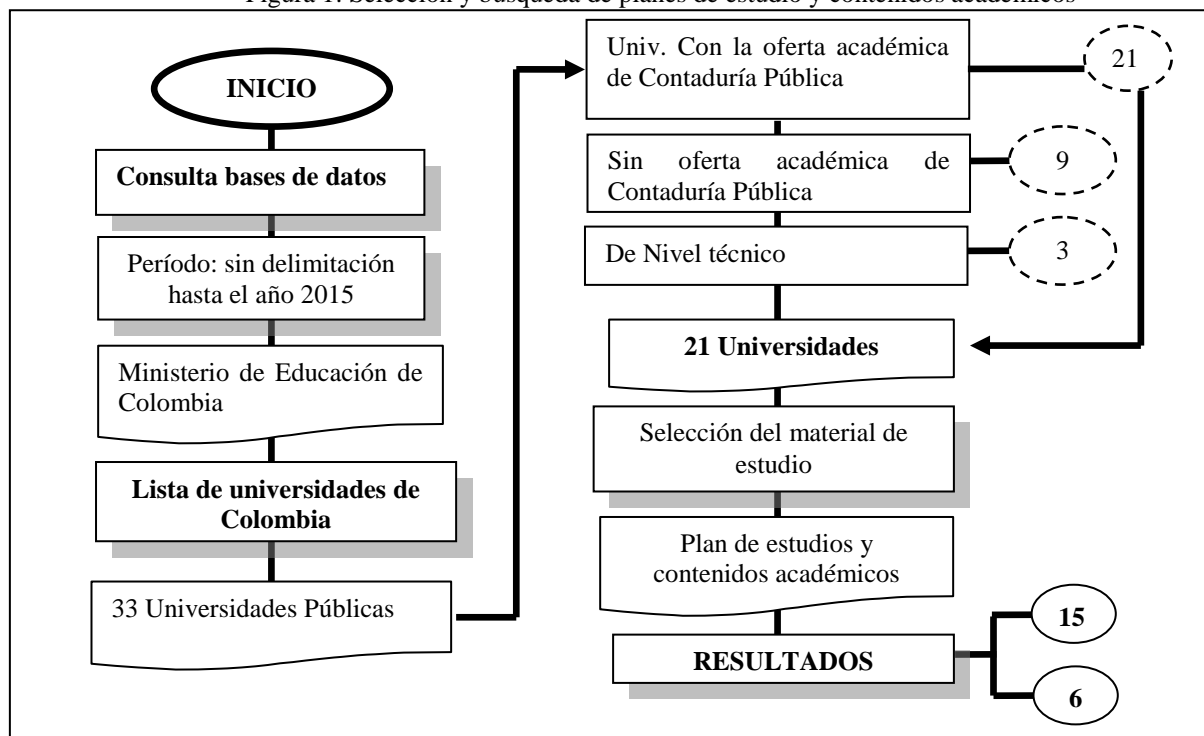 Figura 1. Selección y búsqueda de planes de estudio y contenidos académicos
INICIO
Consulta bases de datos
Período: sin delimitación
hasta el año 2015
Ministerio de Educación de
Colombia
Lista de universidades de
Colombia
33 Universidades Públicas
Univ. Con la oferta académica
de Contaduría Pública
21
Sin oferta académica de
Contaduría Pública
9
De Nivel técnico
3
21 Universidades
Selección del material de
estudio
Plan de estudios y
contenidos académicos
RESULTADOS
15
6